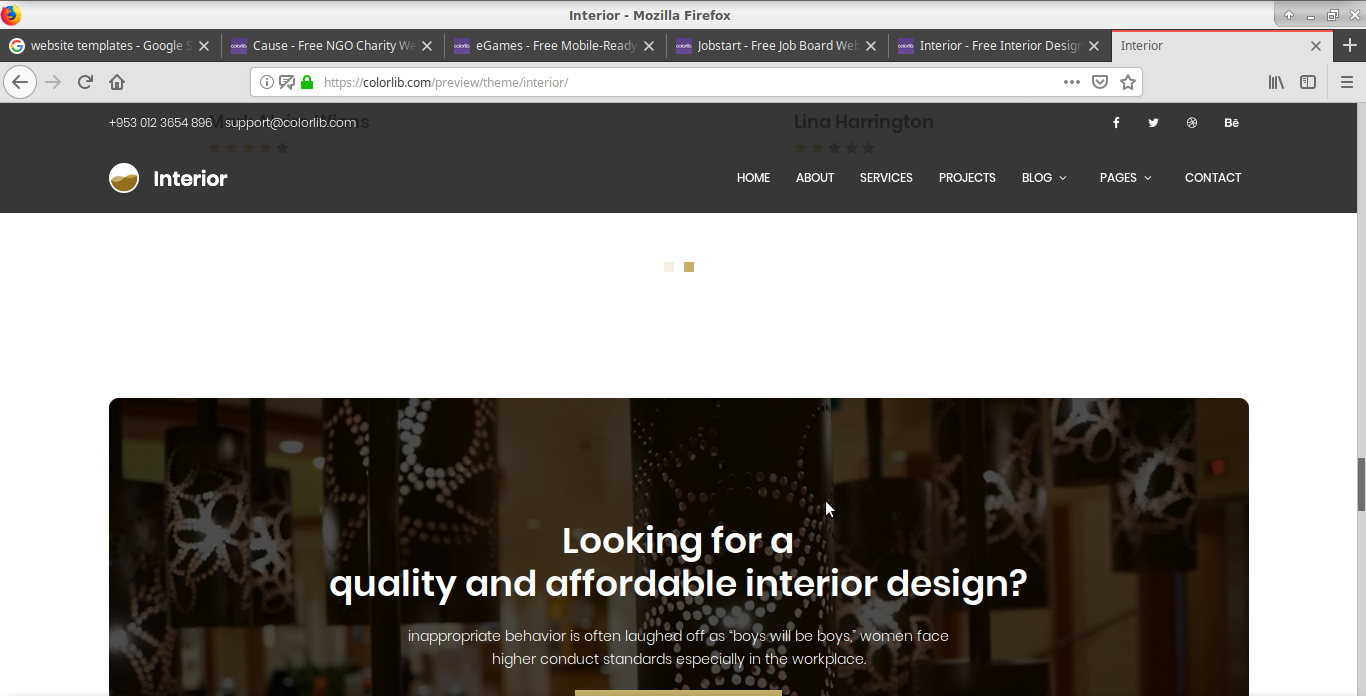 Interior - Mozilla Firefox
website templates - Google S
Cause - Free NGO Charity We
eGames - Free Mobile-Ready
Jobstart - Free Job Board Web
Interior - Free Interior Design
Interior
https://colorlib.com/preview/theme/interior/
+953 012 3654 896 support@colorlib.com
Lina Harrington
Interior
HOME ABOUT SERVICES PROJECTS BLOG PAGES CONTACT
Looking for a
quality and affordable interior design?
inappropriate behavior is often laughed off as “boys will be boys,” women face
higher conduct standards especially in the workplace.